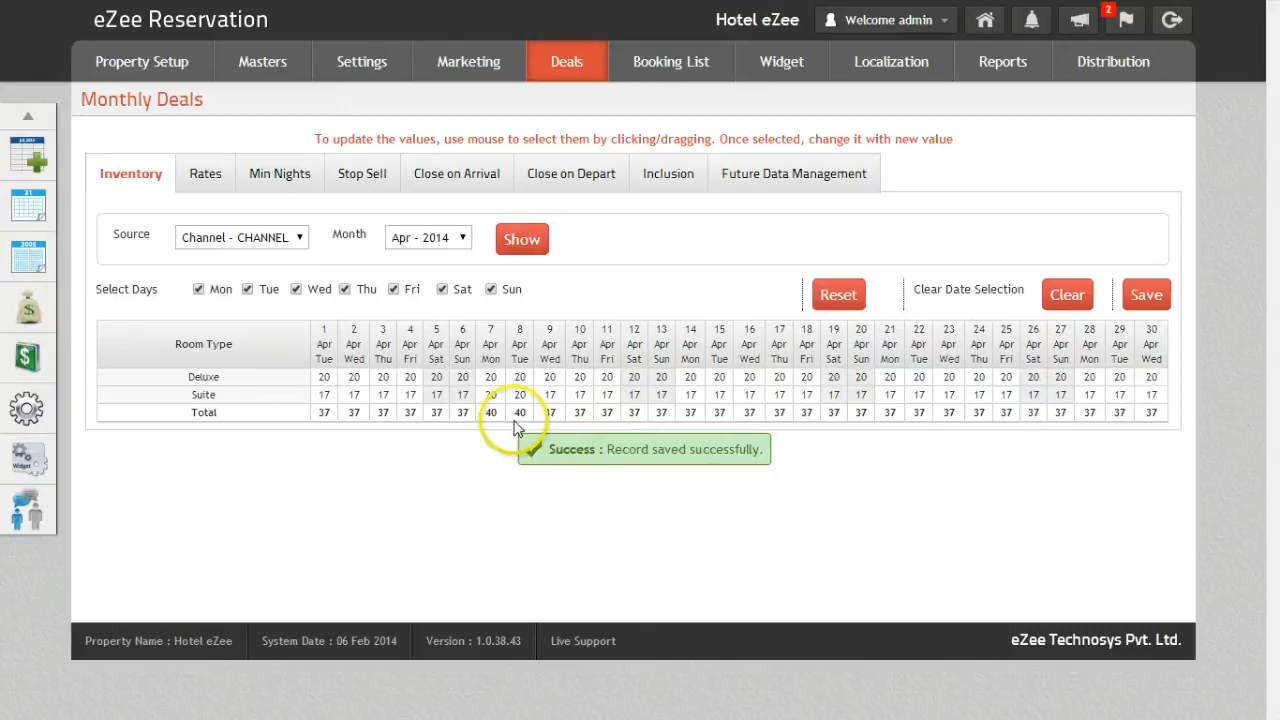 eZee Reservation
Hotel eZee
Welcome admin
2
Property Setup Masters Settings Marketing Deals Booking List Widget Localization Reports Distribution
Monthly Deals
To update the values, use mouse to select them by clicking/dragging. Once selected, change it with new value
Inventory Rates Min Nights Stop Sell Close on Arrival Close on Depart Inclusion Future Data Management
Source Channel - CHANNEL Month Apr - 2014 Show
Select Days Mon Tue Wed Thu Fri Sat Sun Reset Clear Date Selection Clear Save
1 2 3 4 5 6 7 8 9 10 11 12 13 14 15 16 17 18 19 20 21 22 23 24 25 26 27 28 29 30
Room Type Apr Apr Apr Apr Apr Apr Apr Apr Apr Apr Apr Apr Apr Apr Apr Apr Apr Apr Apr Apr Apr Apr Apr Apr Apr Apr Apr Apr Apr Apr
Tue Wed Thu Fri Sat Sun Mon Tue Wed Thu Fri Sat Sun Mon Tue Wed Thu Fri Sat Sun Mon Tue Wed Thu Fri Sat Sun Mon Tue Wed
Deluxe 20 20 20 20 20 20 20 20 20 20 20 20 20 20 20 20 20 20 20 20 20 20 20 20 20 20 20 20 20 20
Suite 17 17 17 17 17 17 20 20 17 17 17 17 17 17 17 17 17 17 17 17 17 17 17 17 17 17 17 17 17 17
Total 37 37 37 37 37 37 40 40 37 37 37 37 37 37 37 37 37 37 37 37 37 37 37 37 37 37 37 37 37 37
Success : Record saved successfully.
Property Name : Hotel eZee System Date : 06 Feb 2014 Version : 1.0.38.43 Live Support eZee Technosys Pvt. Ltd.